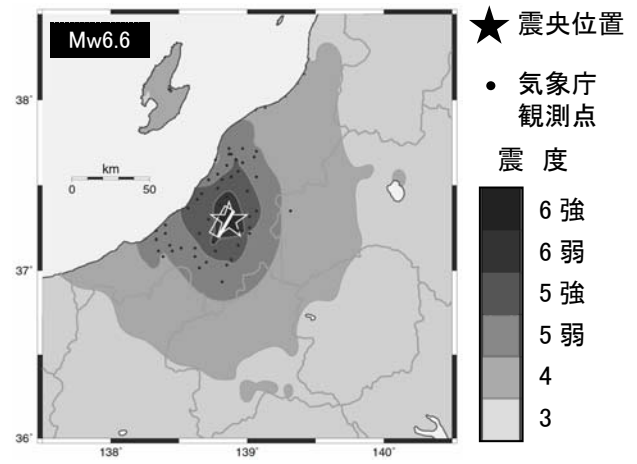 Mw6.6
38°
37°
36°
138°
139°
140°
km
0
50
★ 震央位置
• 気象庁
観測点
震 度
6 強
6 弱
5 強
5 弱
4
3